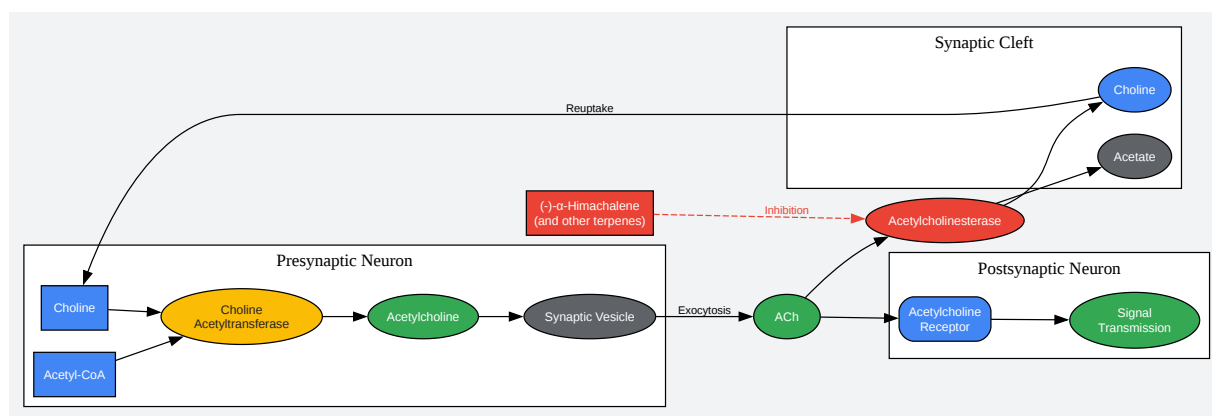 Synaptic Cleft
Choline
Reuptake
Acetate
(-)-α-Himachalene
(and other terpenes)
Inhibition
Acetylcholinesterase
Presynaptic Neuron
Choline
Choline
Acetyltransferase
Acetylcholine
Synaptic Vesicle
Exocytosis
ACh
Acetyl-CoA
Postsynaptic Neuron
Acetylcholine
Receptor
Signal
Transmission